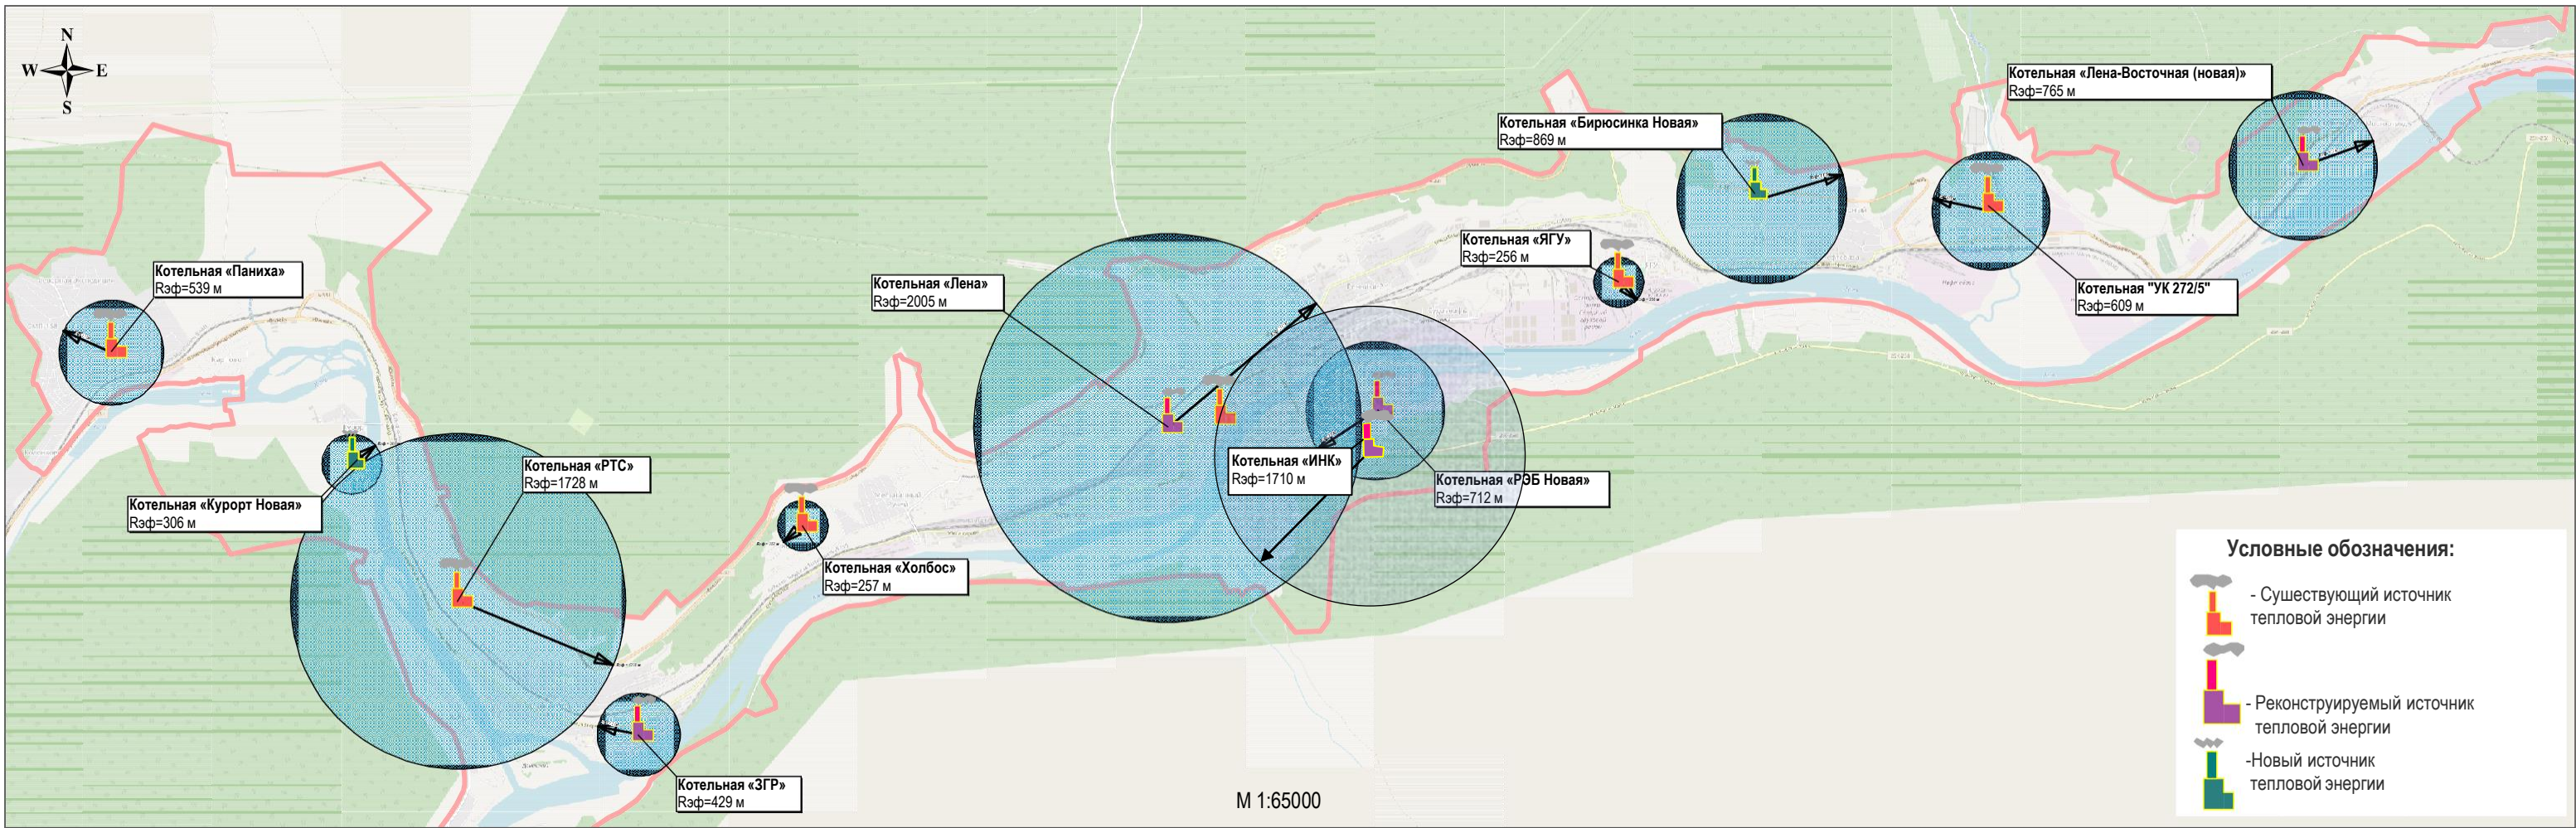 N
W
E
S
Котельная «Лена-Восточная (новая)»
Rэф=765 м
Котельная «Бирюсинка Новая»
Rэф=869 м
Котельная «ЯГУ»
Rэф=256 м
Котельная "УК 272/5"
Rэф=609 м
Котельная «Паниха»
Rэф=539 м
Котельная «Лена»
Rэф=2005 м
Котельная «РТС»
Rэф=1728 м
Котельная «ИНК»
Rэф=1710 м
Котельная «РЭБ Новая»
Rэф=712 м
Котельная «Курорт Новая»
Rэф=306 м
Котельная «Холбос»
Rэф=257 м
Котельная «ЗГР»
Rэф=429 м
М 1:65000
Условные обозначения:
- Сушествующий источник
тепловой энергии
- Реконструируемый источник
тепловой энергии
-Новый источник
тепловой энергии